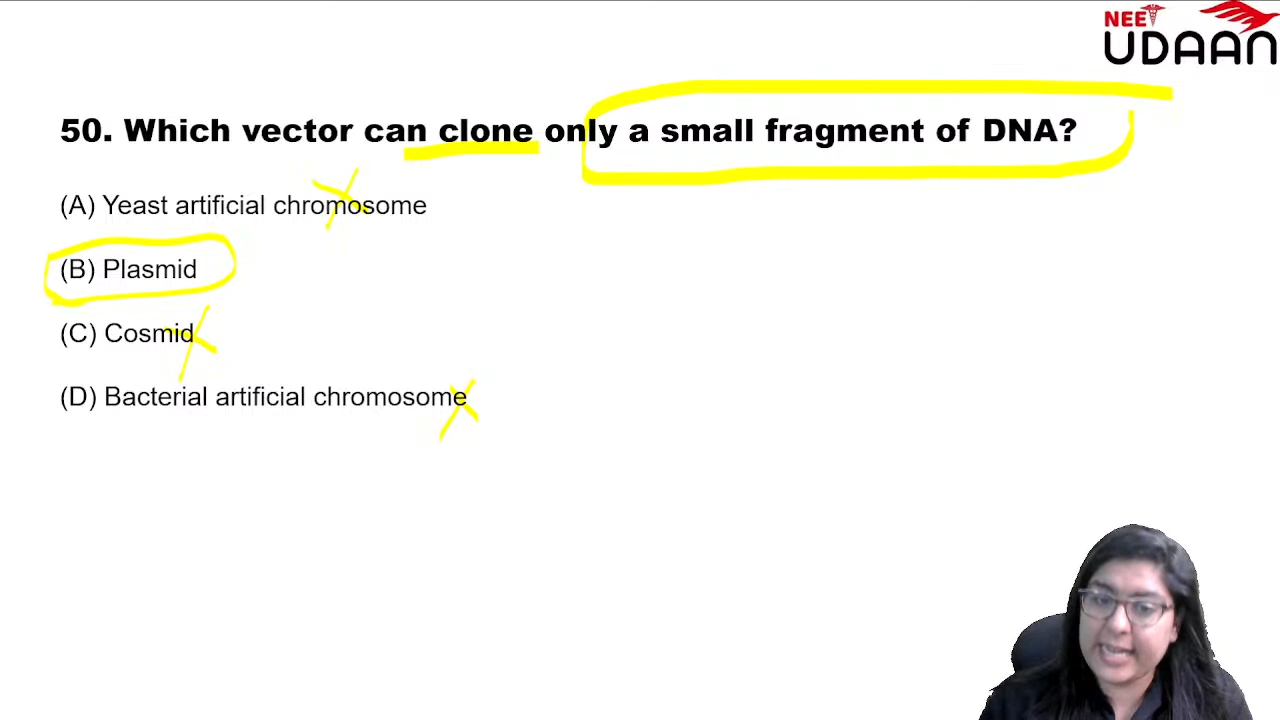 NEET
UDAAN
50. Which vector can clone only a small fragment of DNA?
(A) Yeast artificial chromosome
(B) Plasmid
(C) Cosmid
(D) Bacterial artificial chromosome